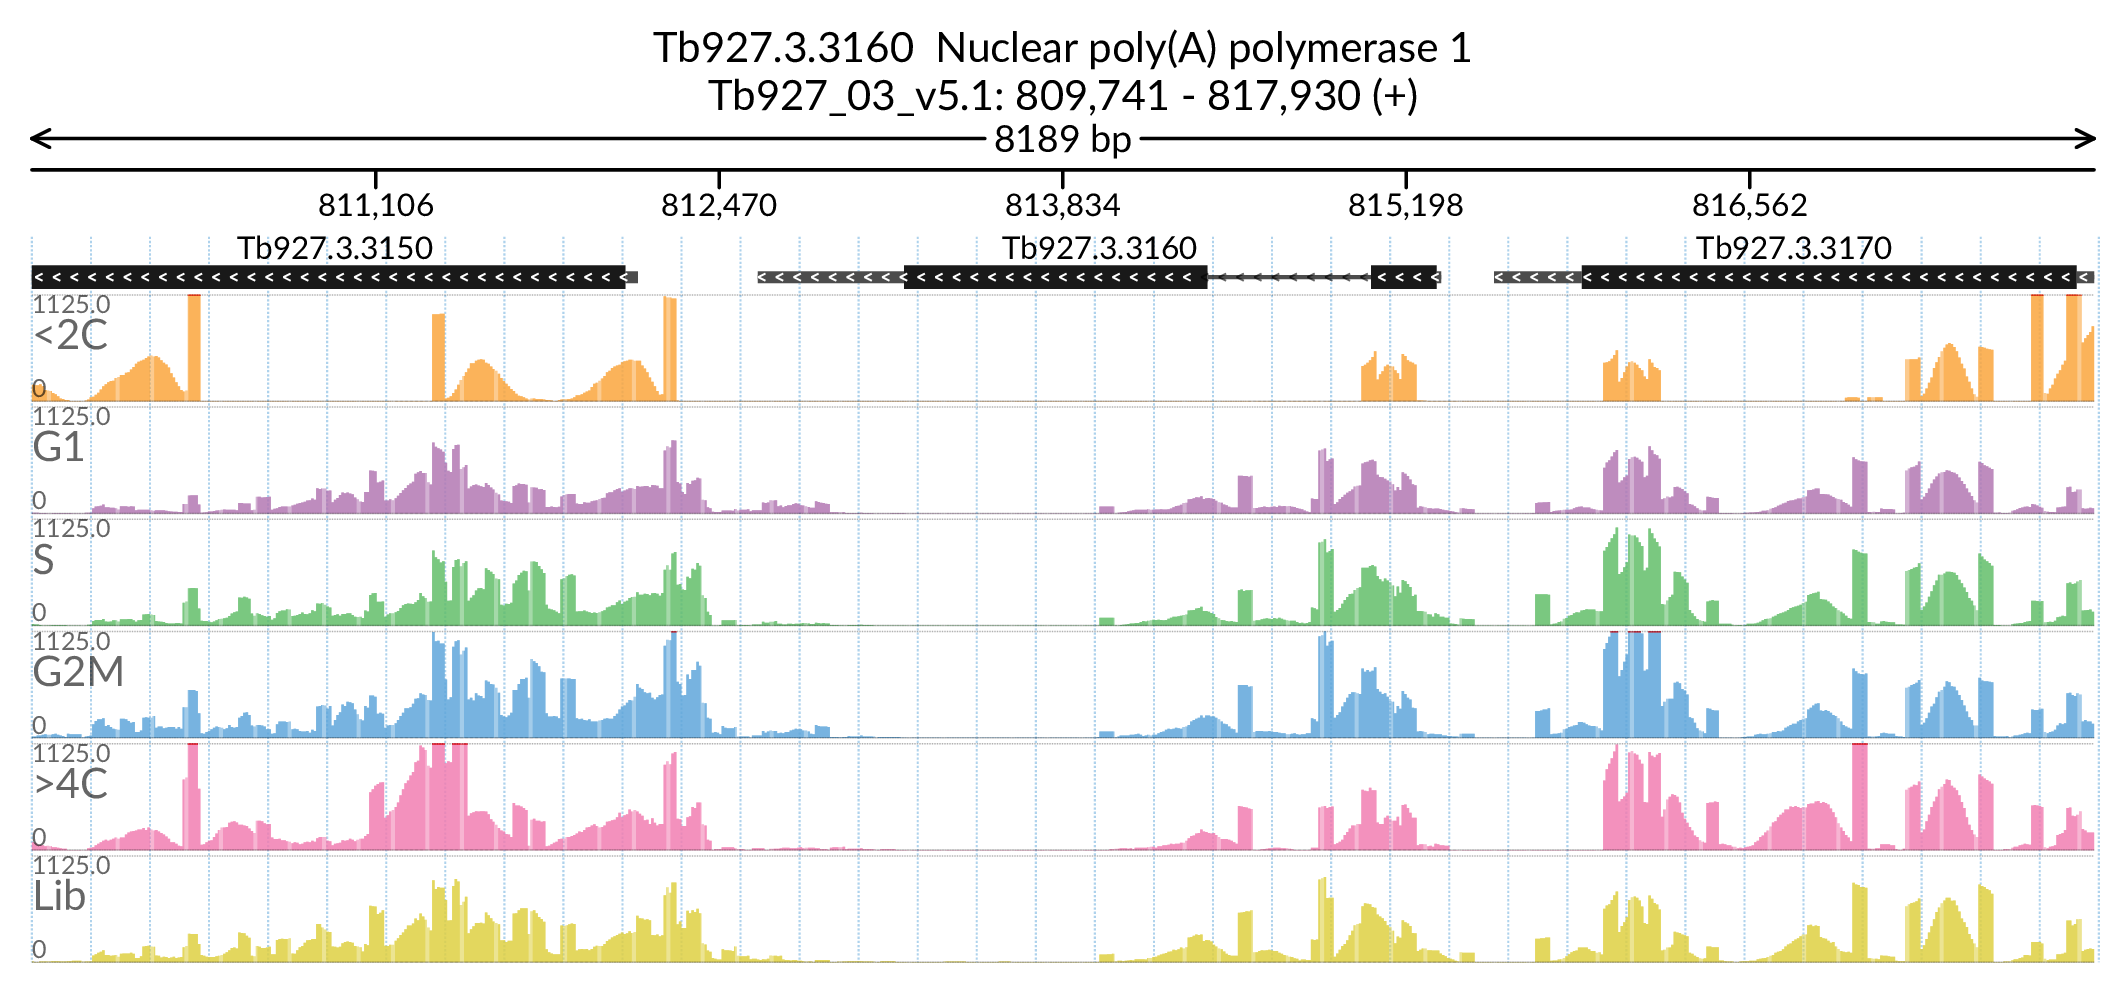 Tb927.3.3160 Nuclear poly(A) polymerase 1
Tb927_03_v5.1: 809,741 - 817,930 (+)
8189 bp
811,106 812,470 813,834 815,198 816,562
Tb927.3.3150 Tb927.3.3160 Tb927.3.3170
1125.0
<2C
0
1125.0
G1
0
1125.0
S
0
1125.0
G2M
0
1125.0
>4C
0
1125.0
Lib
0